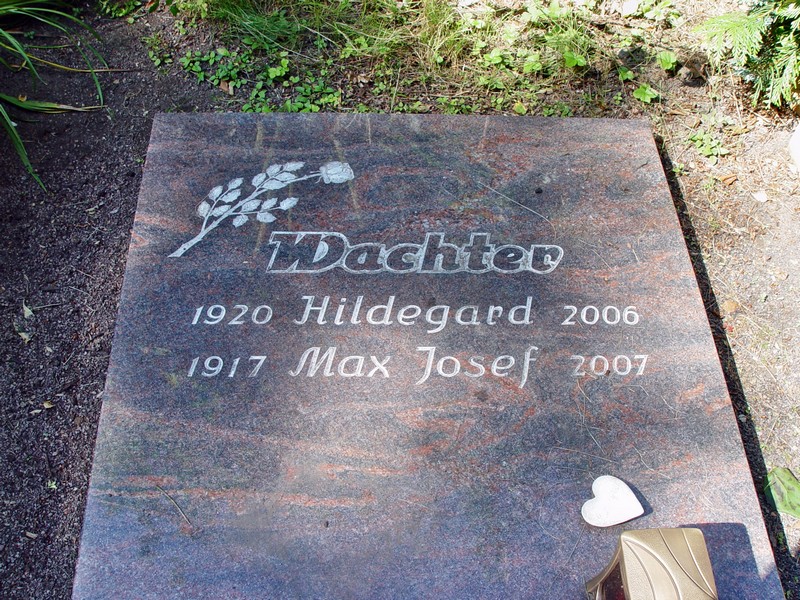 Wachter
1920 Hildegard 2006
1917 Max Josef 2007